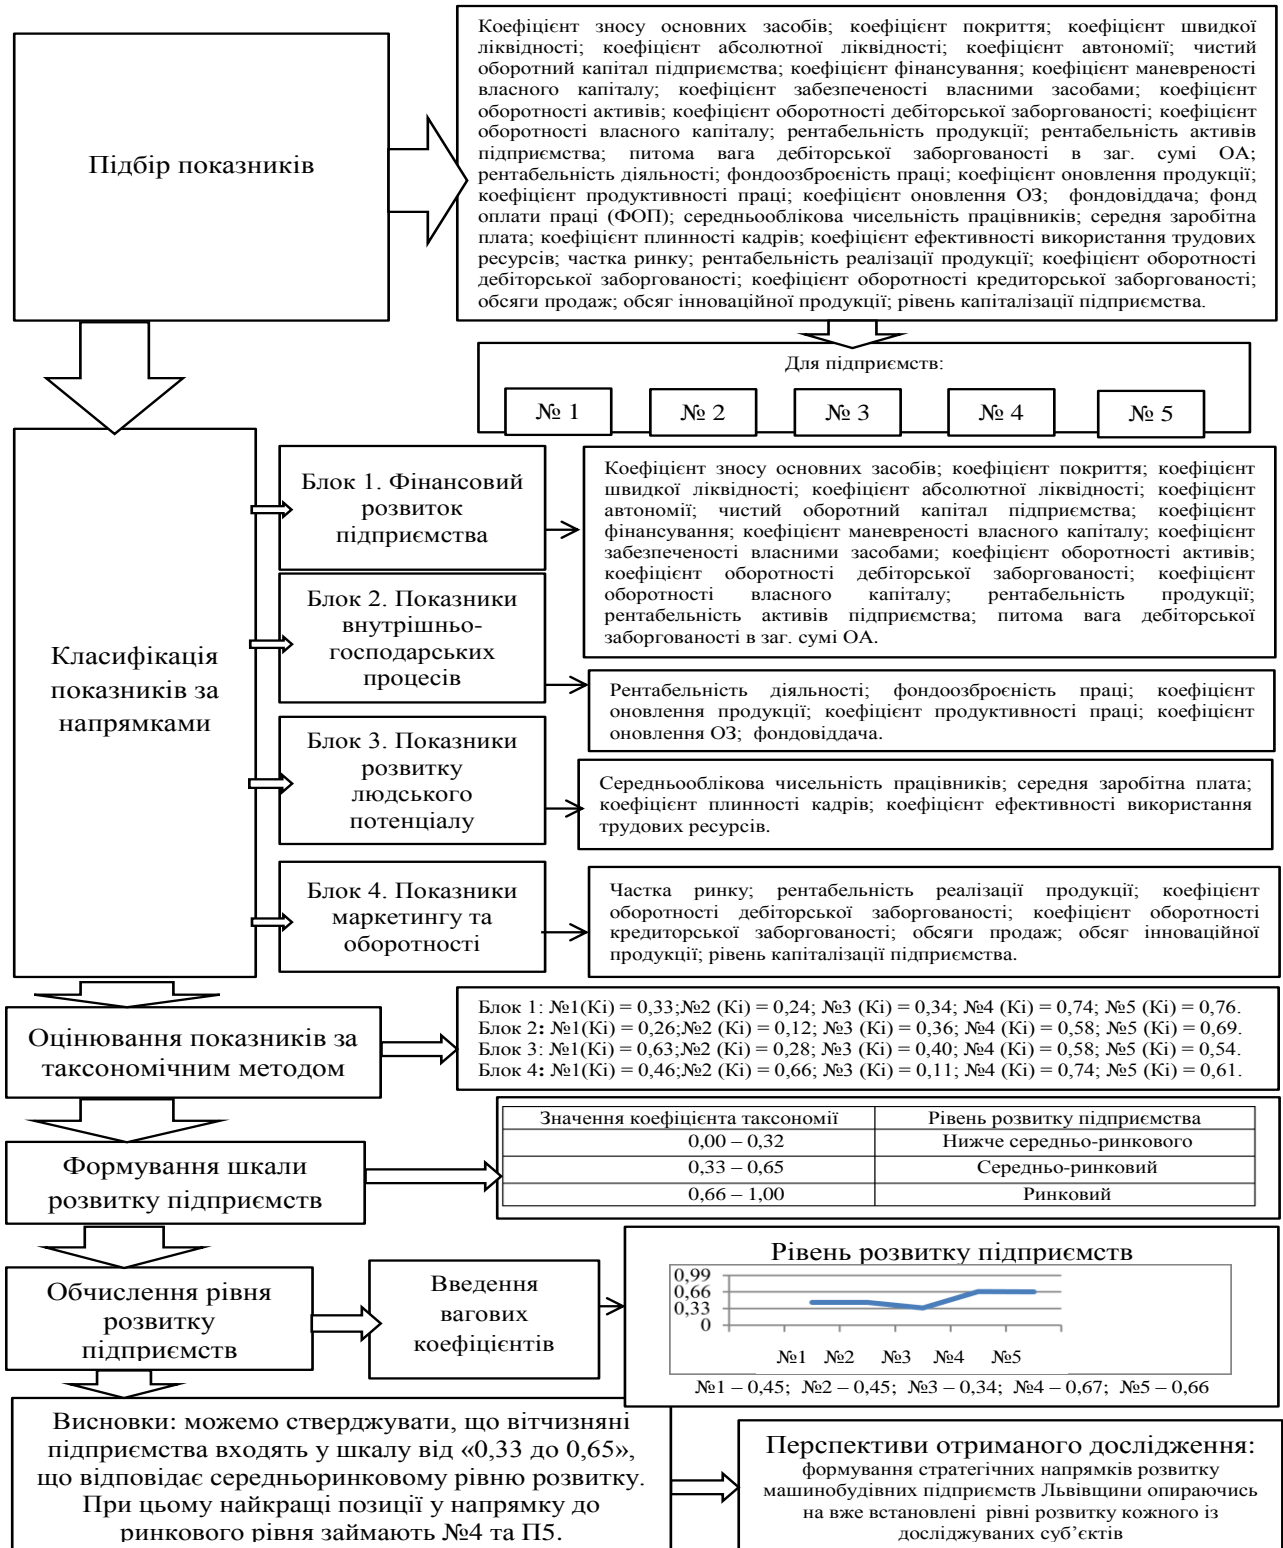 Підбір показників
Коефіцієнт зносу основних засобів; коефіцієнт покриття; коефіцієнт швидкої
ліквідності; коефіцієнт абсолютної ліквідності; коефіцієнт автономії; чистий
оборотний капітал підприємства; коефіцієнт фінансування; коефіцієнт маневреності
власного капіталу; коефіцієнт забезпеченості власними засобами; коефіцієнт
оборотності активів; коефіцієнт оборотності дебіторської заборгованості; коефіцієнт
оборотності власного капіталу; рентабельність продукції; рентабельність активів
підприємства; питома вага дебіторської заборгованості в заг. сумі ОА;
рентабельність діяльності; фондоозброєність праці; коефіцієнт оновлення продукції;
коефіцієнт продуктивності праці; коефіцієнт оновлення ОЗ; фондовіддача; фонд
оплати праці (ФОП); середньооблікова чисельність працівників; середня заробітна
плата; коефіцієнт плинності кадрів; коефіцієнт ефективності використання трудових
ресурсів; частка ринку; рентабельність реалізації продукції; коефіцієнт оборотності
дебіторської заборгованості; коефіцієнт оборотності кредиторської заборгованості;
обсяги продаж; обсяг інноваційної продукції; рівень капіталізації підприємства.
Для підприємств:
№ 1 № 2 № 3 № 4 № 5
Класифікація
показників за
напрямками
Блок 1. Фінансовий
розвиток
підприємства
Коефіцієнт зносу основних засобів; коефіцієнт покриття; коефіцієнт
швидкої ліквідності; коефіцієнт абсолютної ліквідності; коефіцієнт
автономії; чистий оборотний капітал підприємства; коефіцієнт
фінансування; коефіцієнт маневреності власного капіталу; коефіцієнт
забезпеченості власними засобами; коефіцієнт оборотності активів;
коефіцієнт оборотності дебіторської заборгованості; коефіцієнт
оборотності власного капіталу; рентабельність продукції;
рентабельність активів підприємства; питома вага дебіторської
заборгованості в заг. сумі ОА.
Блок 2. Показники
внутрішньо-
господарських
процесів
Рентабельність діяльності; фондоозброєність праці; коефіцієнт
оновлення продукції; коефіцієнт продуктивності праці; коефіцієнт
оновлення ОЗ; фондовіддача.
Блок 3. Показники
розвитку
людського
потенціалу
Середньооблікова чисельність працівників; середня заробітна плата;
коефіцієнт плинності кадрів; коефіцієнт ефективності використання
трудових ресурсів.
Блок 4. Показники
маркетингу та
оборотності
Частка ринку; рентабельність реалізації продукції; коефіцієнт
оборотності дебіторської заборгованості; коефіцієнт оборотності
кредиторської заборгованості; обсяги продаж; обсяг інноваційної
продукції; рівень капіталізації підприємства.
Оцінювання показників за
таксономічним методом
Блок 1: №1(Кі) = 0,33;№2 (Кі) = 0,24; №3 (Кі) = 0,34; №4 (Кі) = 0,74; №5 (Кі) = 0,76.
Блок 2: №1(Кі) = 0,26;№2 (Кі) = 0,12; №3 (Кі) = 0,36; №4 (Кі) = 0,58; №5 (Кі) = 0,69.
Блок 3: №1(Кі) = 0,63;№2 (Кі) = 0,28; №3 (Кі) = 0,40; №4 (Кі) = 0,58; №5 (Кі) = 0,54.
Блок 4: №1(Кі) = 0,46;№2 (Кі) = 0,66; №3 (Кі) = 0,11; №4 (Кі) = 0,74; №5 (Кі) = 0,61.
Формування шкали
розвитку підприємств
Значення коефіцієнта таксономії Рівень розвитку підприємства
0,00 – 0,32 Нижче середньо-ринкового
0,33 – 0,65 Середньо-ринковий
0,66 – 1,00 Ринковий
Обчислення рівня
розвитку
підприємств
Введення
вагових
коефіцієнтів
Рівень розвитку підприємств
0,99
0,66
0,33
0
№1 №2 №3 №4 №5
№1 – 0,45; №2 – 0,45; №3 – 0,34; №4 – 0,67; №5 – 0,66
Висновки: можемо стверджувати, що вітчизняні
підприємства входять у шкалу від «0,33 до 0,65»,
що відповідає середньоринковому рівню розвитку.
При цьому найкращі позиції у напрямку до
ринкового рівня займають №4 та П5.
Перспективи отриманого дослідження:
формування стратегічних напрямків розвитку
машинобудівних підприємств Львівщини опираючись
на вже встановлені рівні розвитку кожного із
досліджуваних суб’єктів